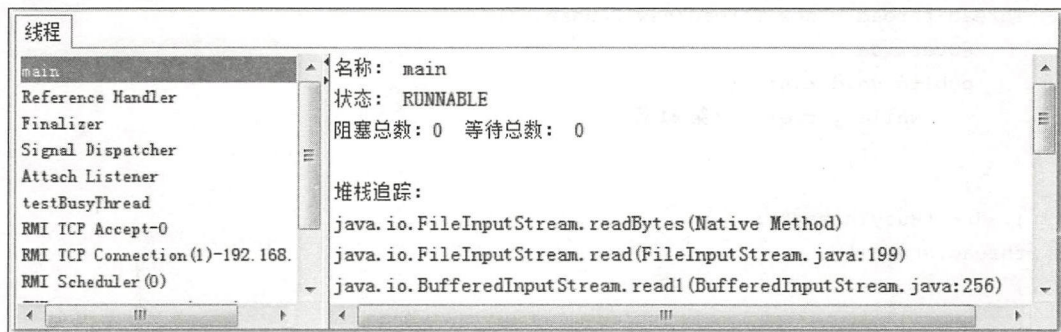 线程
main
Reference Handler
Finalizer
Signal Dispatcher
Attach Listener
testBusyThread
RMI TCP Accept-0
RMI TCP Connection(1)-192.168.
RMI Scheduler(0)
名称： main
状态： RUNNABLE
阻塞总数：0 等待总数： 0
堆栈追踪：
java.io.FileInputStream.readBytes(Native Method)
java.io.FileInputStream.read(FileInputStream.java:199)
java.io.BufferedInputStream.read1(BufferedInputStream.java:256)